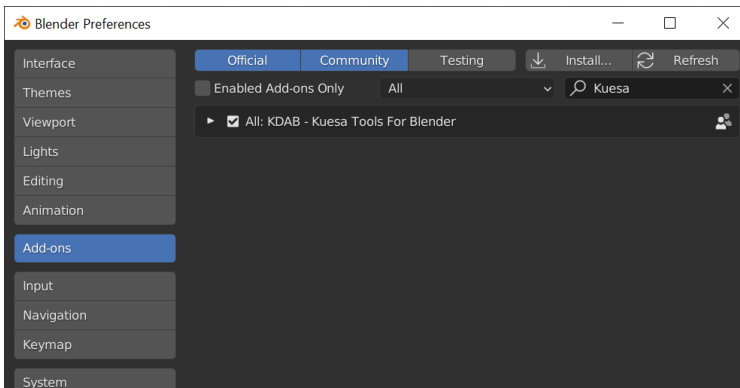 Blender Preferences
Interface
Themes
Viewport
Lights
Editing
Animation
Add-ons
Input
Navigation
Keymap
System
Official Community Testing Install... Refresh
Enabled Add-ons Only All Kuesa
All: KDAB - Kuesa Tools For Blender